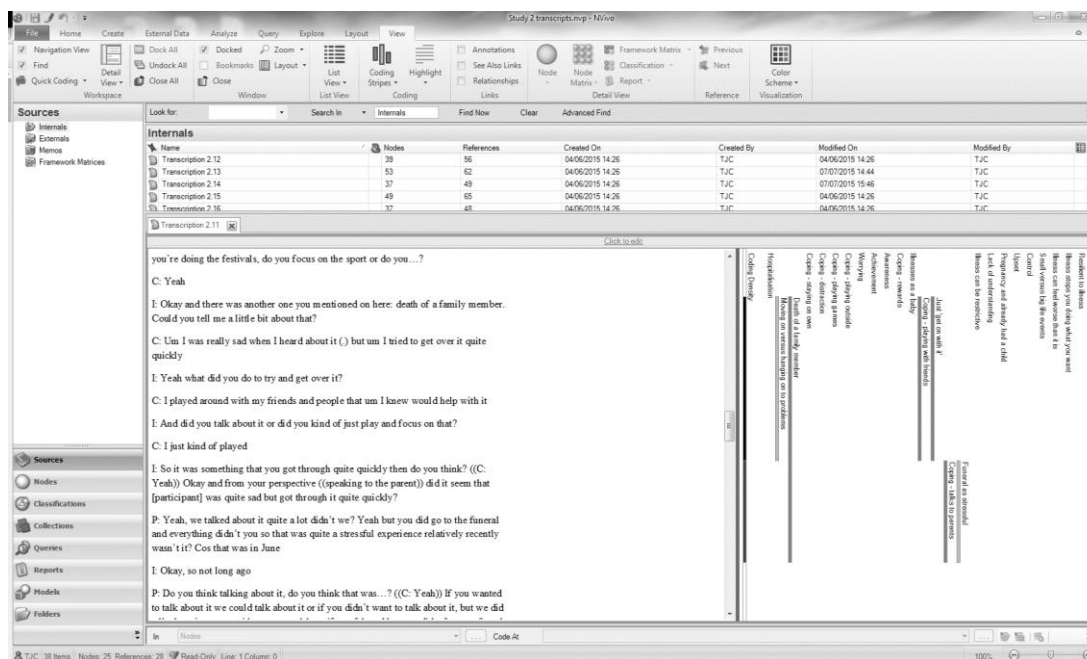 Study 2 transcripts.nvp - NVivo
File Home Create External Data Analyze Query Explore Layout View
Navigation View
Find
Quick Coding
Detail View
Workspace
Dock All
Undock All
Close All
Docked
Bookmarks
Close
Zoom
Layout
Window
List View
List View
Coding Stripes
Highlight
Coding
Annotations
See Also Links
Relationships
Links
Node
Node Matrix
Framework Matrix
Classification
Report
Detail View
Previous
Next
Reference
Color Scheme
Visualization
Sources
Internals
Externals
Memos
Framework Matrices
Look for: Search In Internals Find Now Clear Advanced Find
Internals
Name Nodes References Created On Created By Modified On Modified By
Transcription 2.12 39 56 04/06/2015 14:26 TJC 04/06/2015 14:26 TJC
Transcription 2.13 53 62 04/06/2015 14:26 TJC 07/07/2015 14:44 TJC
Transcription 2.14 37 49 04/06/2015 14:26 TJC 07/07/2015 15:46 TJC
Transcription 2.15 49 65 04/06/2015 14:26 TJC 04/06/2015 14:26 TJC
Transcription 2.16 37 48 04/06/2015 14:26 TJC 04/06/2015 14:26 TJC
Transcription 2.11
Click to edit
you're doing the festivals, do you focus on the sport or do you…?
C: Yeah
I: Okay and there was another one you mentioned on here: death of a family member.
Could you tell me a little bit about that?
C: Um I was really sad when I heard about it (.) but um I tried to get over it quite
quickly
I: Yeah what did you do to try and get over it?
C: I played around with my friends and people that um I knew would help with it
I: And did you talk about it or did you kind of just play and focus on that?
C: I just kind of played
I: So it was something that you got through quite quickly then do you think? ((C:
Yeah)) Okay and from your perspective ((speaking to the parent)) did it seem that
[participant] was quite sad but got through it quite quickly?
P: Yeah, we talked about it quite a lot didn't we? Yeah but you did go to the funeral
and everything didn't you so that was quite a stressful experience relatively recently
wasn't it? Cos that was in June
I: Okay, so not long ago
P: Do you think talking about it, do you think that was…? ((C: Yeah)) If you wanted
to talk about it we could talk about it or if you didn't want to talk about it, but we did
Coding Density
Hospitalisation
Moving on versus hanging on to problems
Death of a family member
Coping - staying on own
Coping - distraction
Coping - playing games
Coping - playing outside
Worrying
Achievement
Awareness
Coping - rewards
Illnesses as a baby
Coping - playing with friends
Just 'get on with it'
Coping - talks to parents
Funeral as stressful
Illness can be restrictive
Lack of understanding
Pregnancy and already had a child
Upset
Control
Small versus big life events
Illness can feel worse than it is
Illness stops you doing what you want
Resilient to illness
Sources
Nodes
Classifications
Collections
Queries
Reports
Models
Folders
In Nodes Code At
TJC 38 Items Nodes: 25 References: 28 Read-Only Line: 1 Column: 0 100%